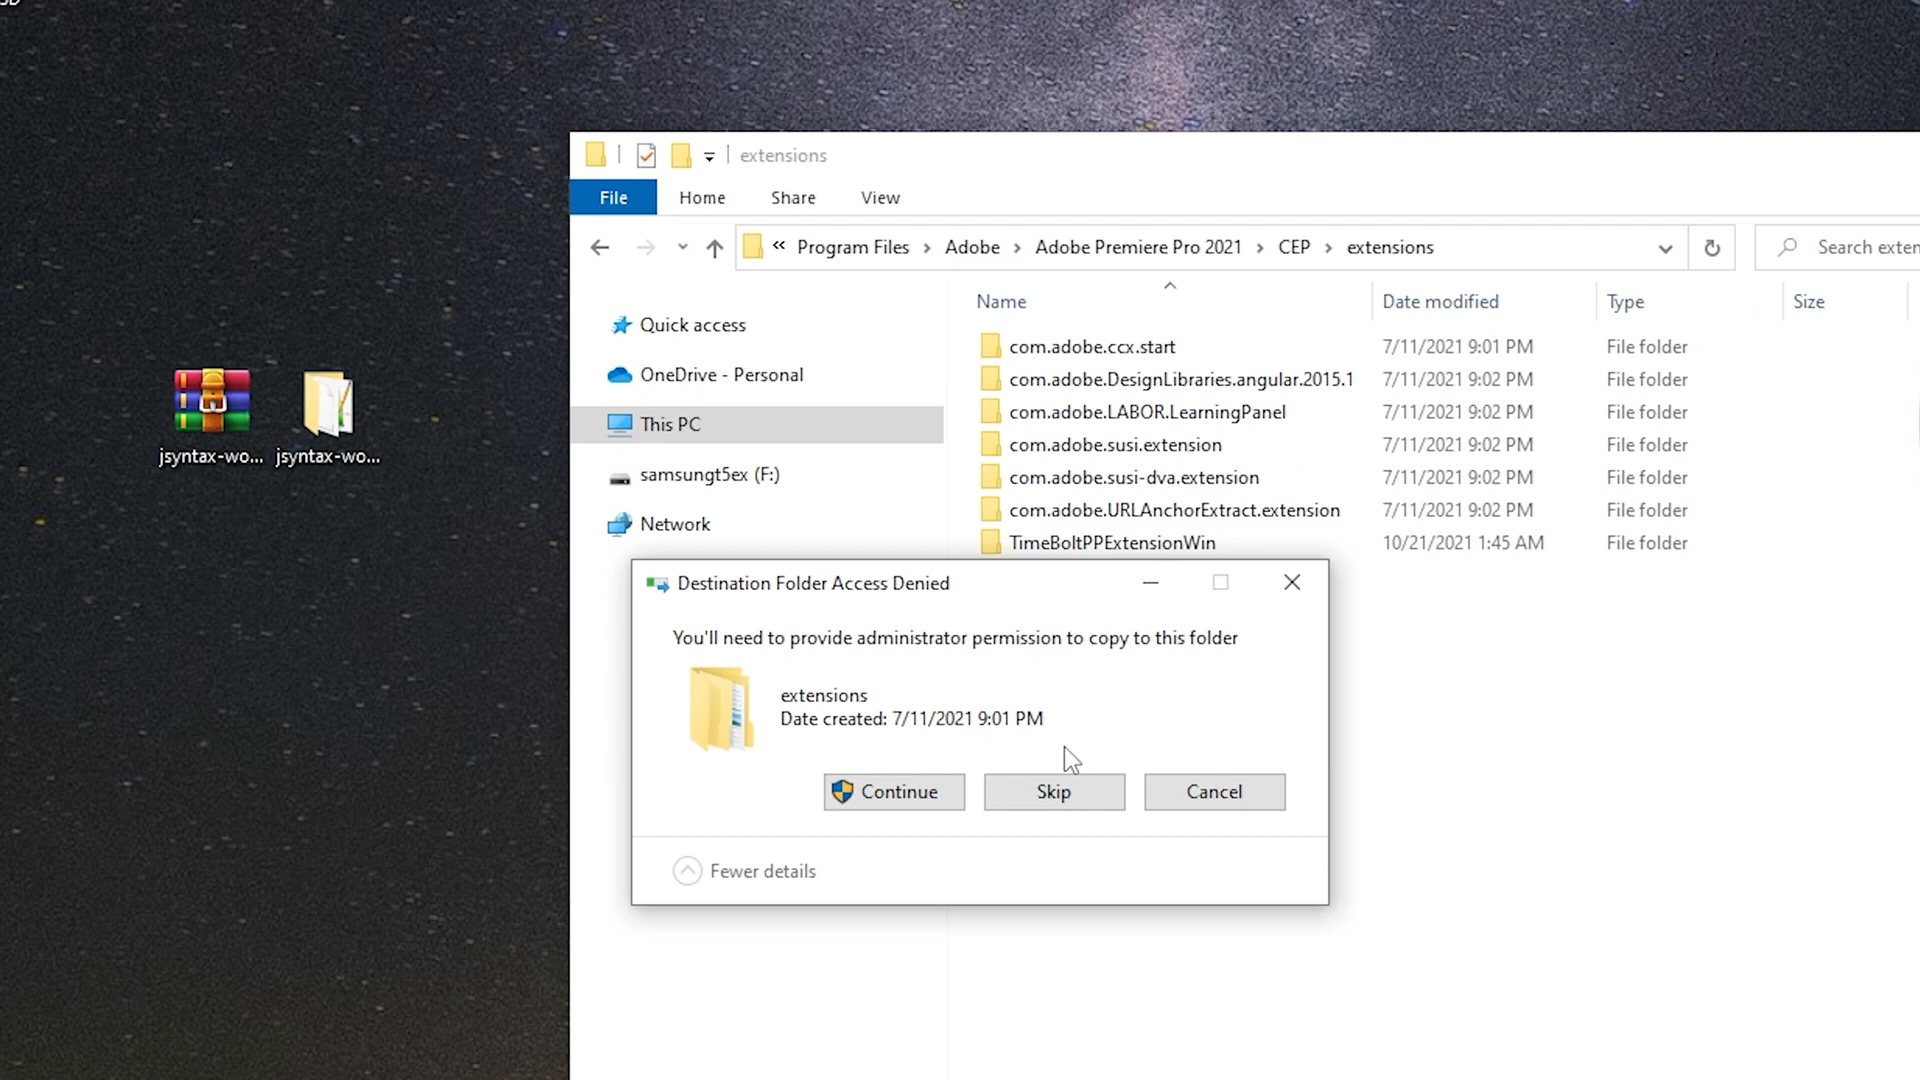 extensions
File Home Share View
« Program Files › Adobe › Adobe Premiere Pro 2021 › CEP › extensions
Search exten
Name Date modified Type Size
Quick access
OneDrive - Personal
This PC
samsungt5ex (F:)
Network
com.adobe.ccx.start 7/11/2021 9:01 PM File folder
com.adobe.DesignLibraries.angular.2015.1 7/11/2021 9:02 PM File folder
com.adobe.LABOR.LearningPanel 7/11/2021 9:02 PM File folder
com.adobe.susi.extension 7/11/2021 9:02 PM File folder
com.adobe.susi-dva.extension 7/11/2021 9:02 PM File folder
com.adobe.URLAnchorExtract.extension 7/11/2021 9:02 PM File folder
TimeBoltPPExtensionWin 10/21/2021 1:45 AM File folder
jsyntax-wo... jsyntax-wo...
Destination Folder Access Denied
You'll need to provide administrator permission to copy to this folder
extensions
Date created: 7/11/2021 9:01 PM
Continue Skip Cancel
Fewer details